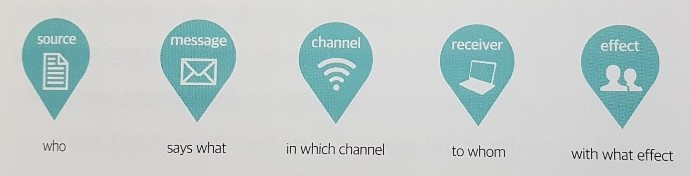 source message channel receiver effect
who says what in which channel to whom with what effect